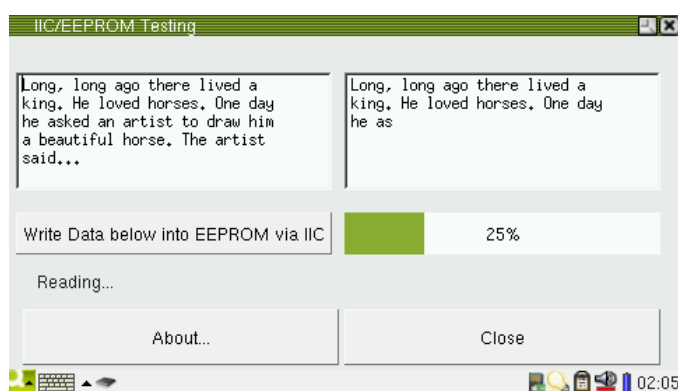 IIC/EEPROM Testing
Long, long ago there lived a
king. He loved horses. One day
he asked an artist to draw him
a beautiful horse. The artist
said...
Long, long ago there lived a
king. He loved horses. One day
he as
Write Data below into EEPROM via IIC
25%
Reading...
About...
Close
02:05